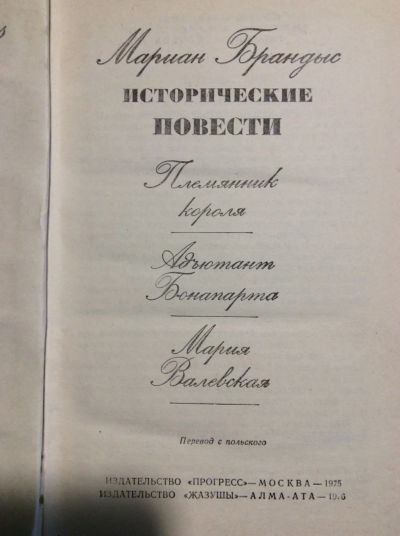 Мариан Брандыс
ИСТОРИЧЕСКИЕ
ПОВЕСТИ
Племянник
короля
Адъютант
Бонапарта
Мария
Валевская
Перевод с польского
ИЗДАТЕЛЬСТВО «ПРОГРЕСС»—МОСКВА—1975
ИЗДАТЕЛЬСТВО «ЖАЗУШЫ»—АЛМА-АТА—